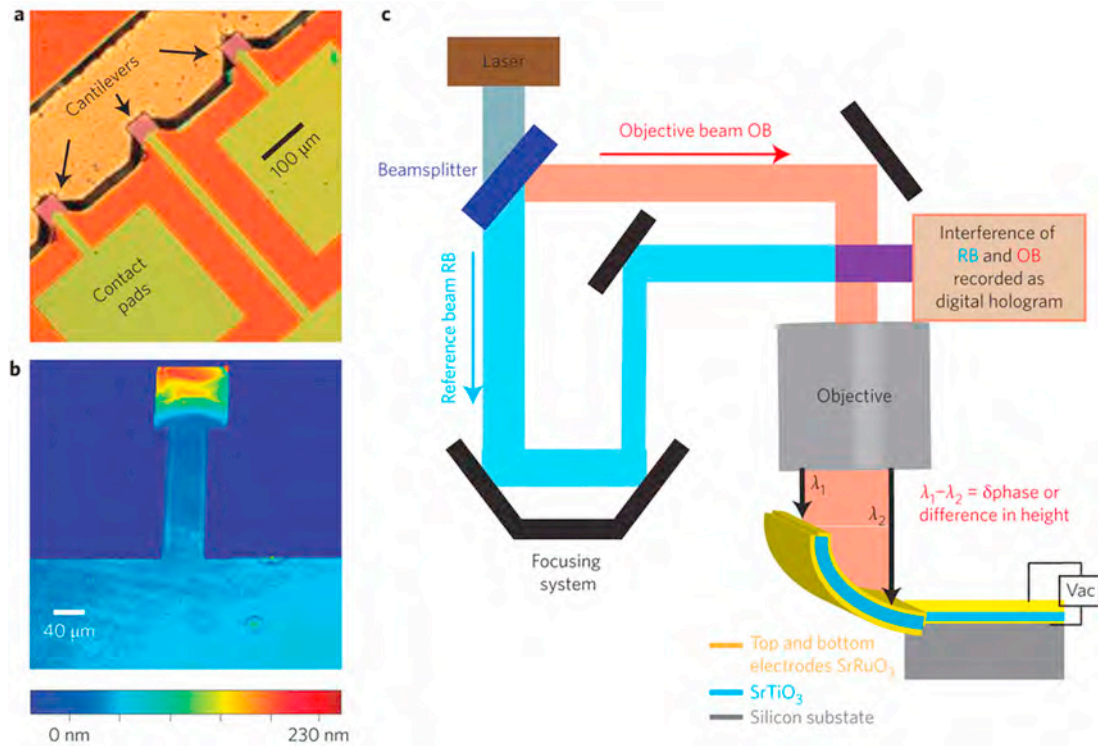 a
Cantilevers
100 μm
Contact
pads
b
40 μm
0 nm
230 nm
c
Laser
Beamsplitter
Objective beam OB
Reference beam RB
Interference of
RB and OB
recorded as
digital hologram
Objective
Focusing
system
λ₁
λ₂
λ₁–λ₂ = δphase or
difference in height
Vac
Top and bottom
electrodes SrRuO₃
SrTiO₃
Silicon substate